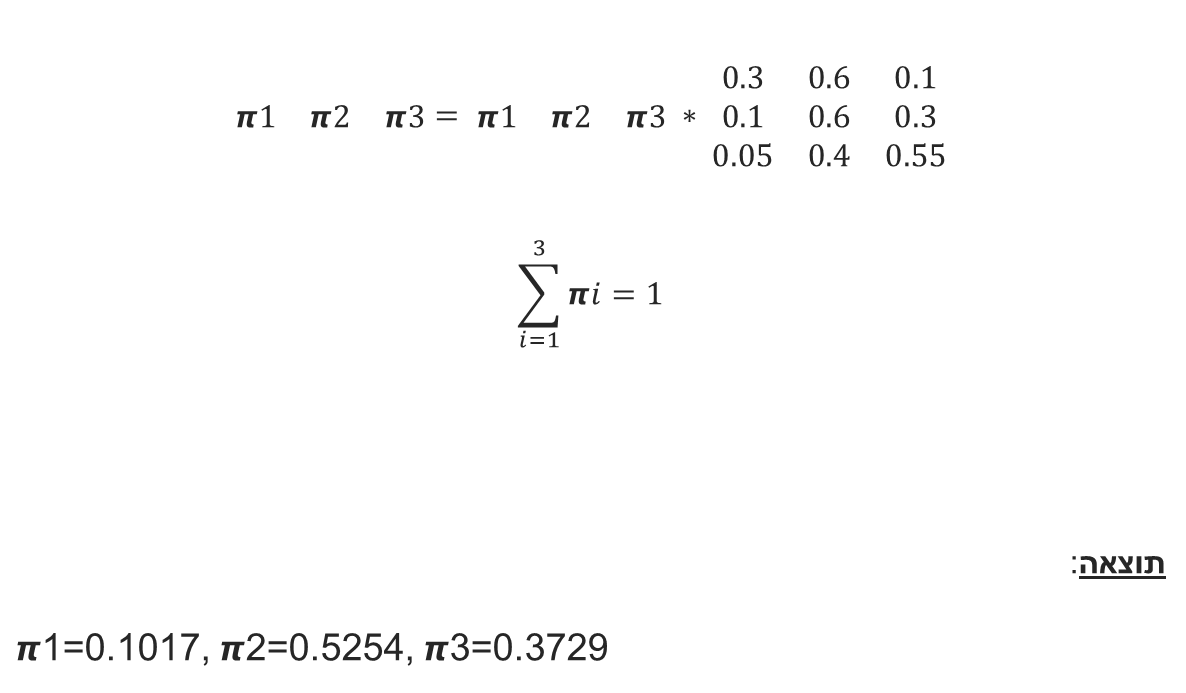 0.3 0.6 0.1
𝝅1 𝝅2 𝝅3 = 𝝅1 𝝅2 𝝅3 ∗ 0.1 0.6 0.3
0.05 0.4 0.55
3
∑ 𝝅𝑖 = 1
𝑖=1
תוצאה:
𝝅1=0.1017, 𝝅2=0.5254, 𝝅3=0.3729